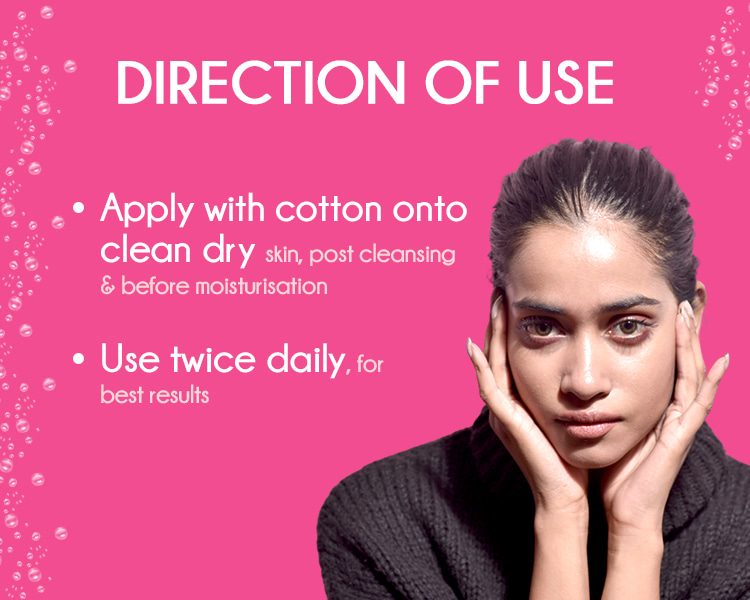 DIRECTION OF USE
• Apply with cotton onto
clean dry skin, post cleansing
& before moisturisation
• Use twice daily, for
best results